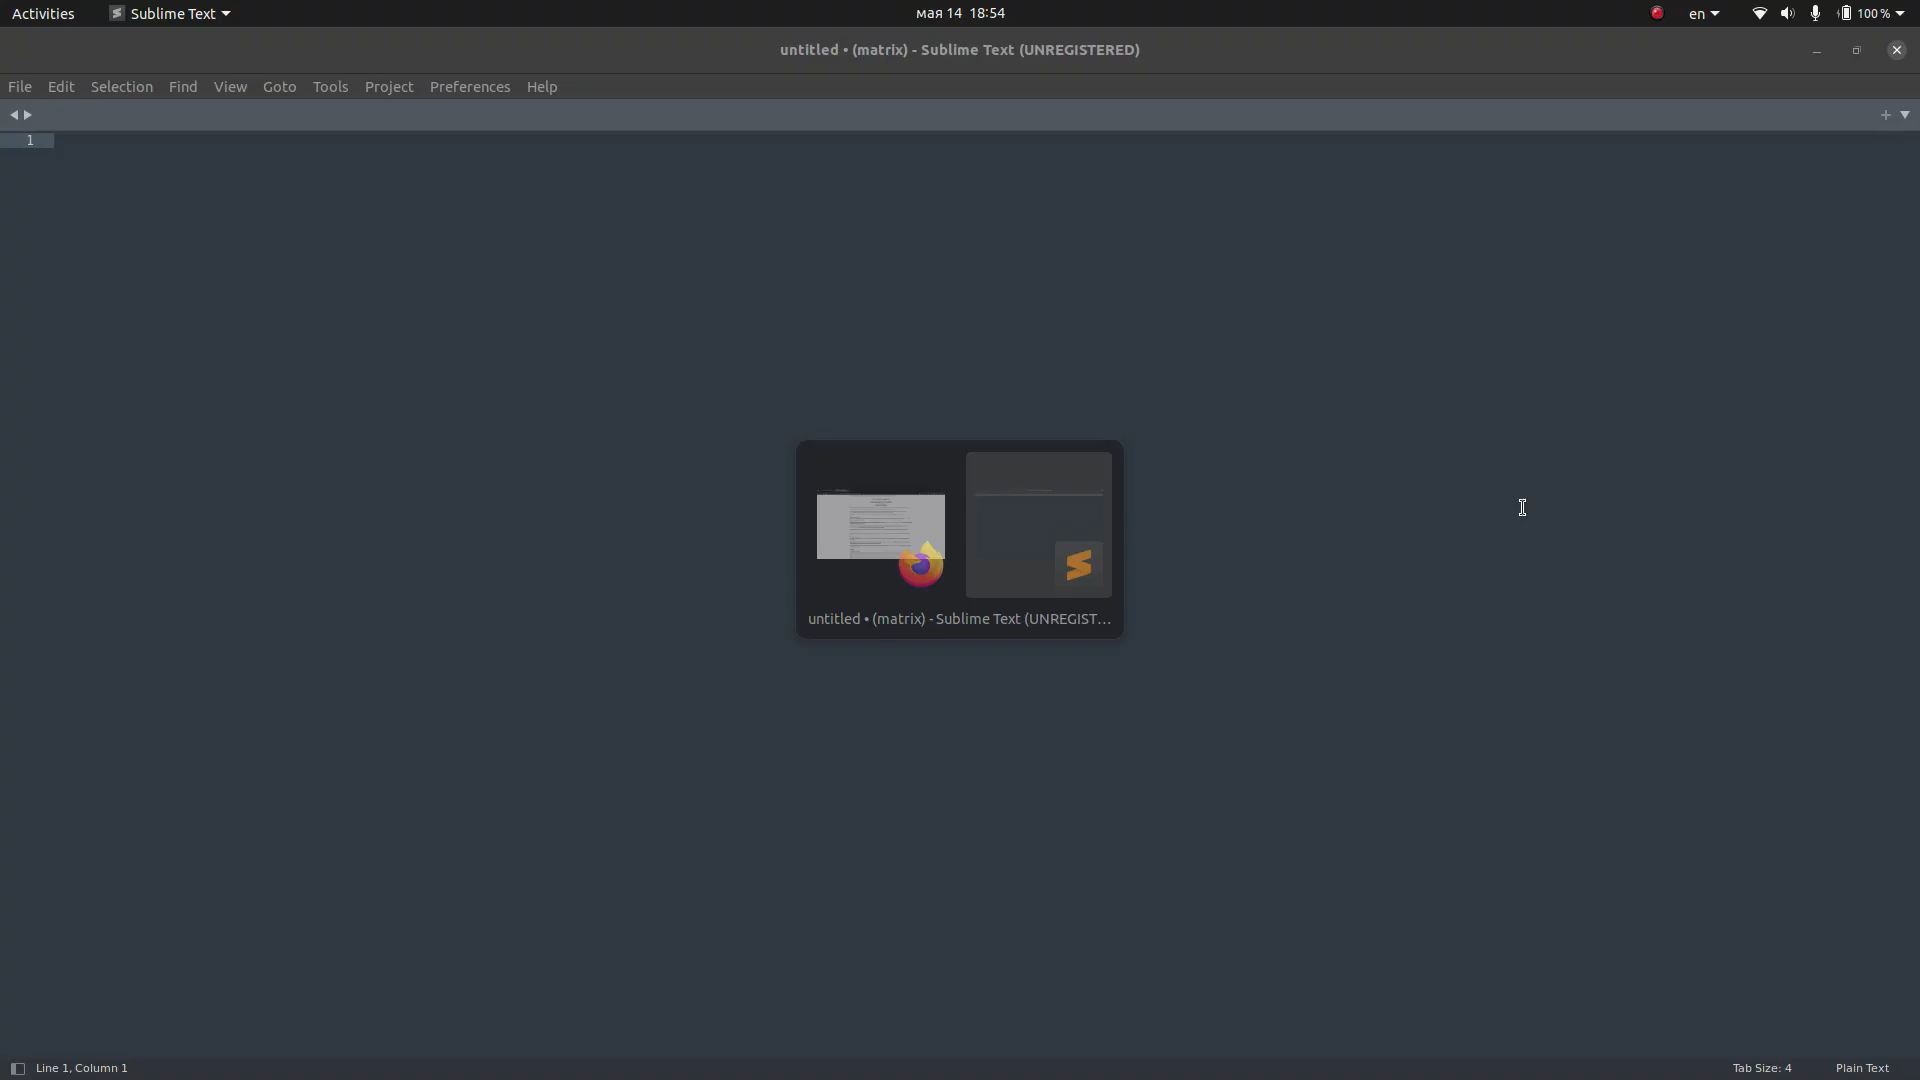 Activities Sublime Text мая 14 18:54 en 100 %
untitled • (matrix) - Sublime Text (UNREGISTERED)
File Edit Selection Find View Goto Tools Project Preferences Help
1
untitled • (matrix) - Sublime Text (UNREGIST...
Line 1, Column 1 Tab Size: 4 Plain Text